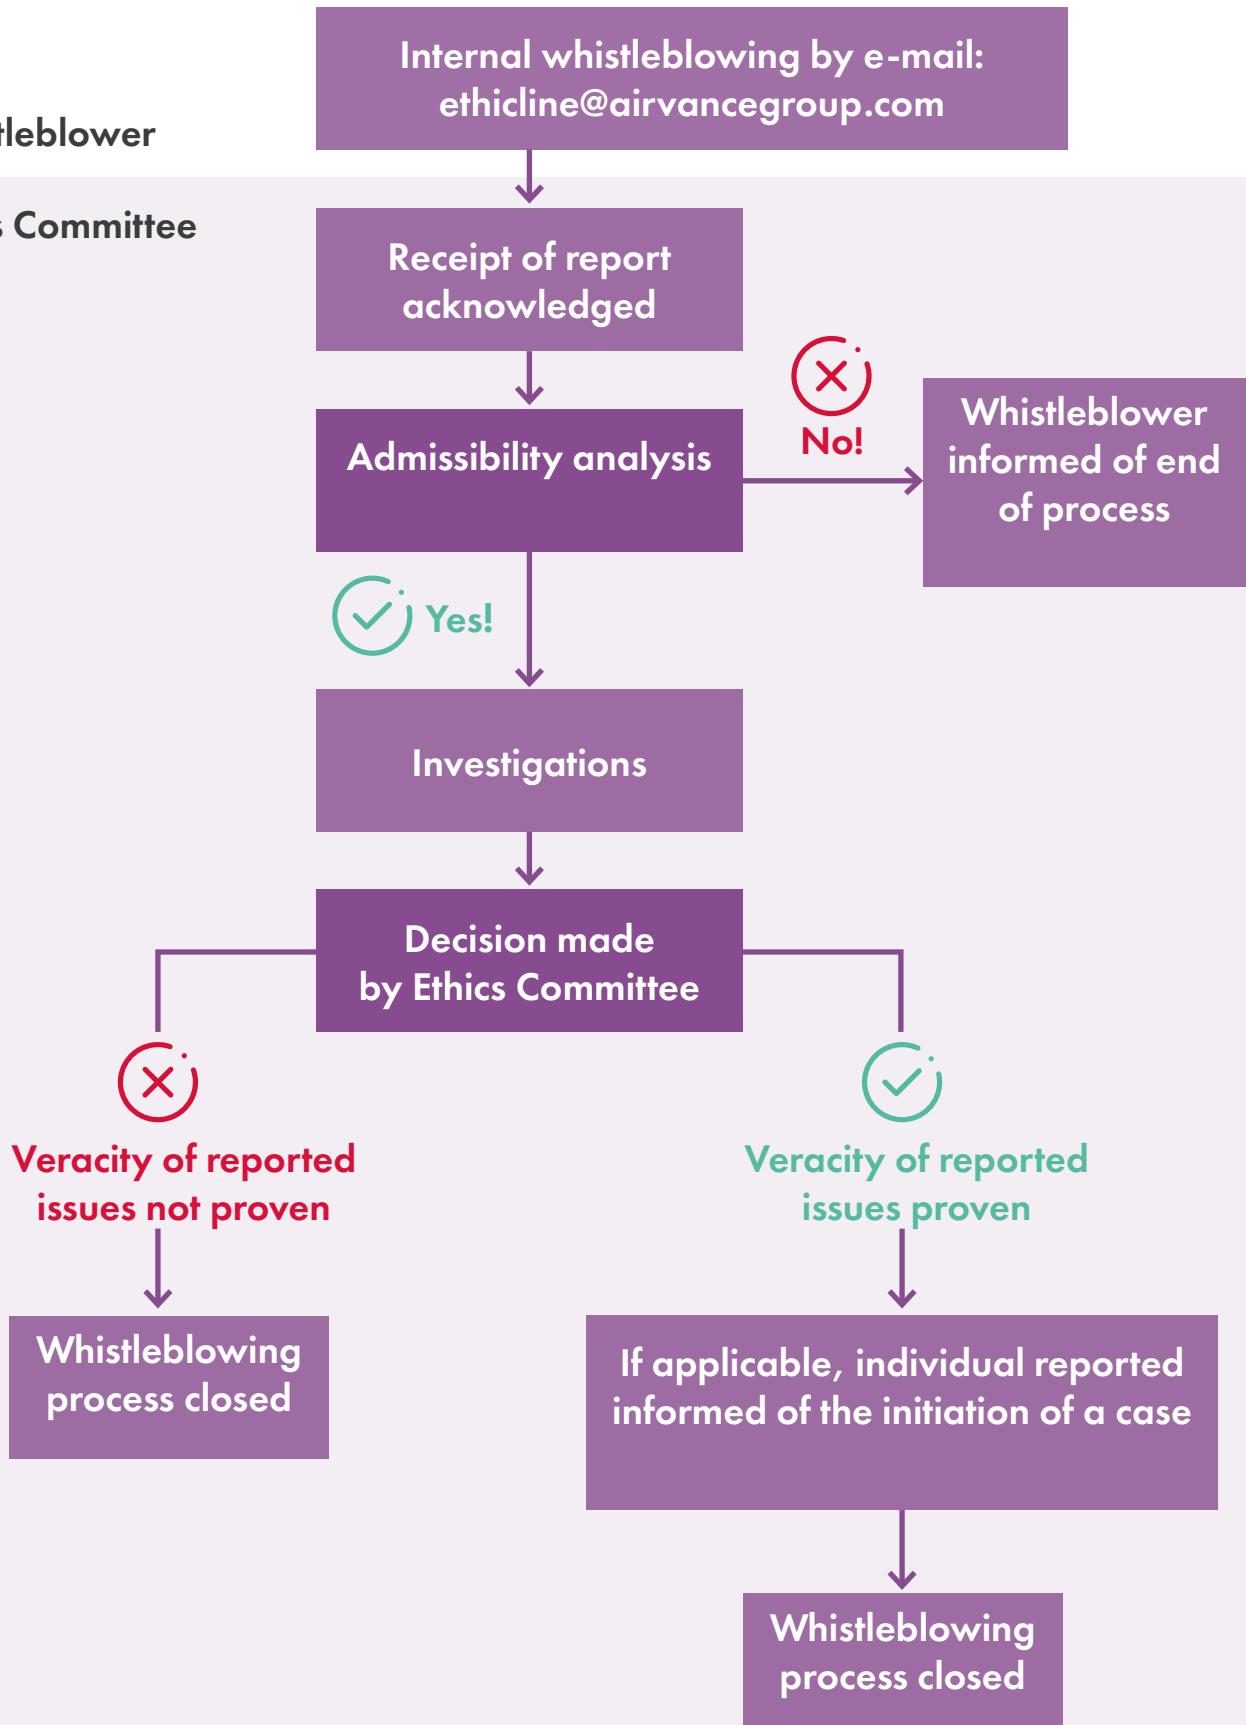 Internal whistleblowing by e-mail:
ethicline@airvancegroup.com
tleblower
s Committee
Receipt of report
acknowledged
Admissibility analysis
No!
Whistleblower
informed of end
of process
Yes!
Investigations
Decision made
by Ethics Committee
Veracity of reported
issues not proven
Veracity of reported
issues proven
Whistleblowing
process closed
If applicable, individual reported
informed of the initiation of a case
Whistleblowing
process closed